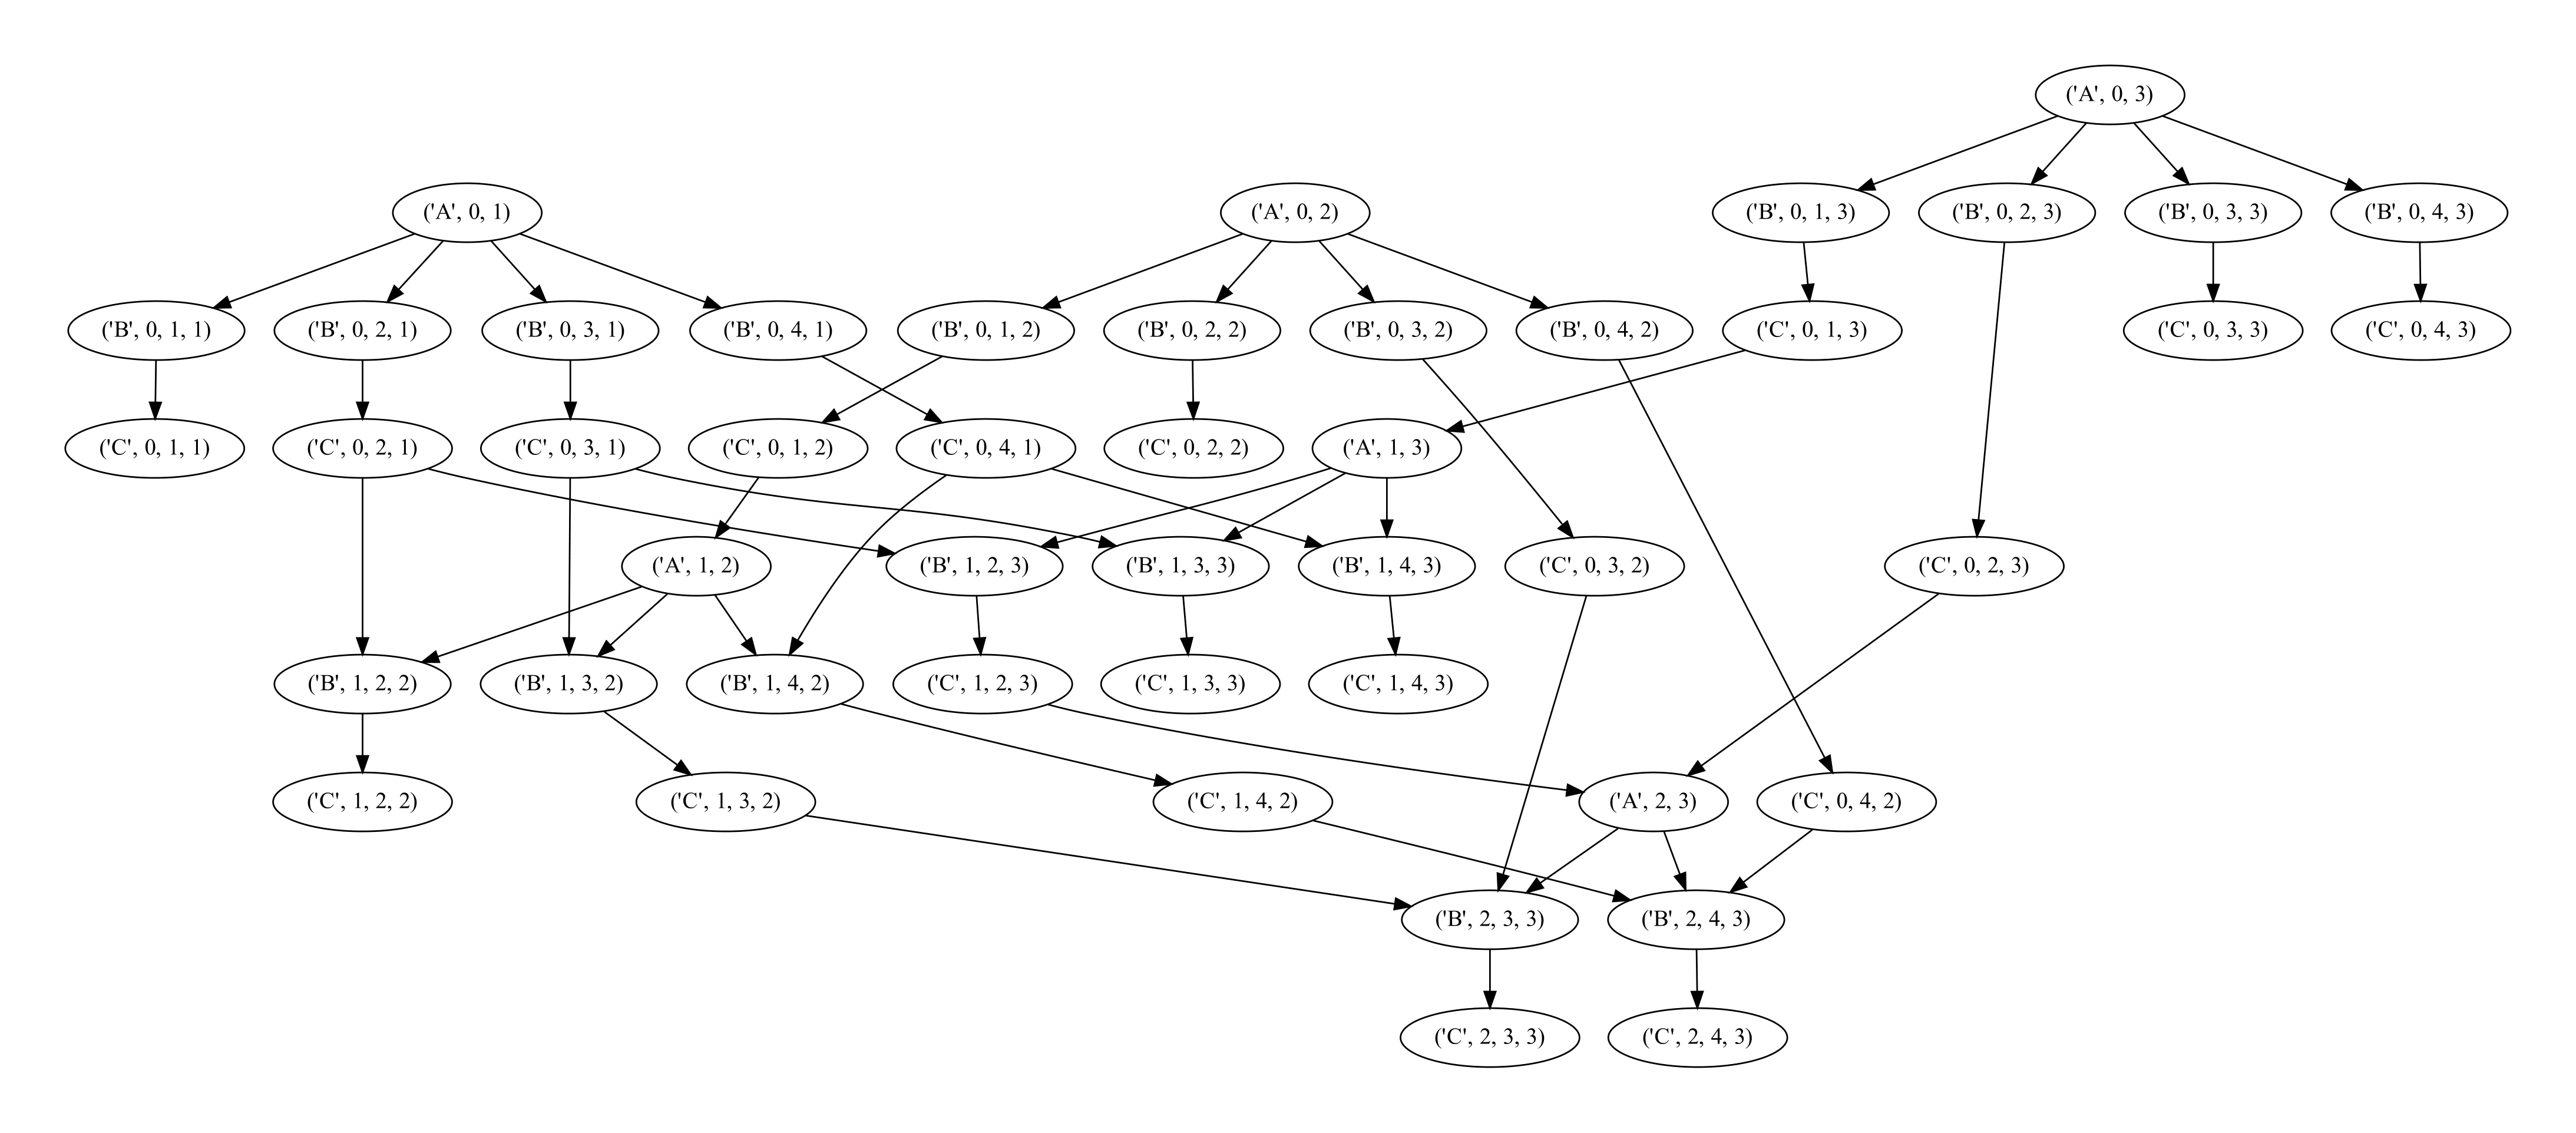 ('A', 0, 3)
('A', 0, 1)
('A', 0, 2)
('B', 0, 1, 3)
('B', 0, 2, 3)
('B', 0, 3, 3)
('B', 0, 4, 3)
('B', 0, 1, 1)
('B', 0, 2, 1)
('B', 0, 3, 1)
('B', 0, 4, 1)
('B', 0, 1, 2)
('B', 0, 2, 2)
('B', 0, 3, 2)
('B', 0, 4, 2)
('C', 0, 1, 3)
('C', 0, 3, 3)
('C', 0, 4, 3)
('C', 0, 1, 1)
('C', 0, 2, 1)
('C', 0, 3, 1)
('C', 0, 1, 2)
('C', 0, 4, 1)
('C', 0, 2, 2)
('A', 1, 3)
('A', 1, 2)
('B', 1, 2, 3)
('B', 1, 3, 3)
('B', 1, 4, 3)
('C', 0, 3, 2)
('C', 0, 2, 3)
('B', 1, 2, 2)
('B', 1, 3, 2)
('B', 1, 4, 2)
('C', 1, 2, 3)
('C', 1, 3, 3)
('C', 1, 4, 3)
('C', 1, 2, 2)
('C', 1, 3, 2)
('C', 1, 4, 2)
('A', 2, 3)
('C', 0, 4, 2)
('B', 2, 3, 3)
('B', 2, 4, 3)
('C', 2, 3, 3)
('C', 2, 4, 3)